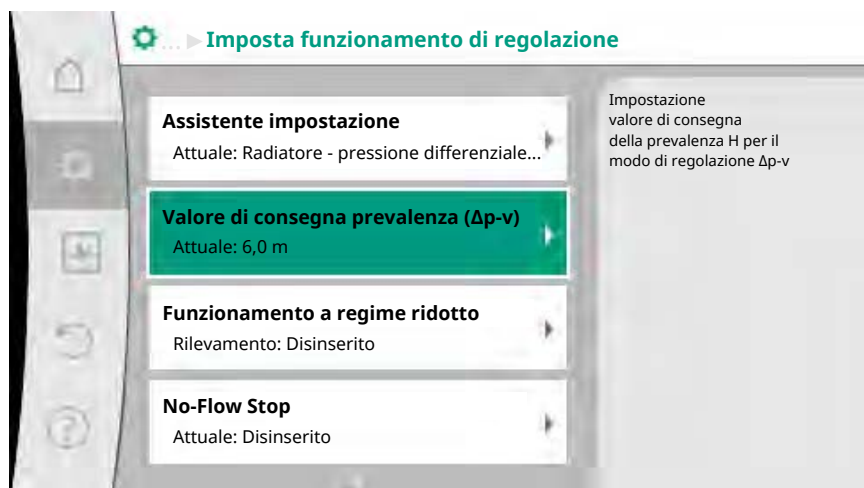 ... Imposta funzionamento di regolazione
Assistente impostazione
Attuale: Radiatore - pressione differenziale...
Valore di consegna prevalenza (Δp-v)
Attuale: 6,0 m
Funzionamento a regime ridotto
Rilevamento: Disinserito
No-Flow Stop
Attuale: Disinserito
Impostazione
valore di consegna
della prevalenza H per il
modo di regolazione Δp-v